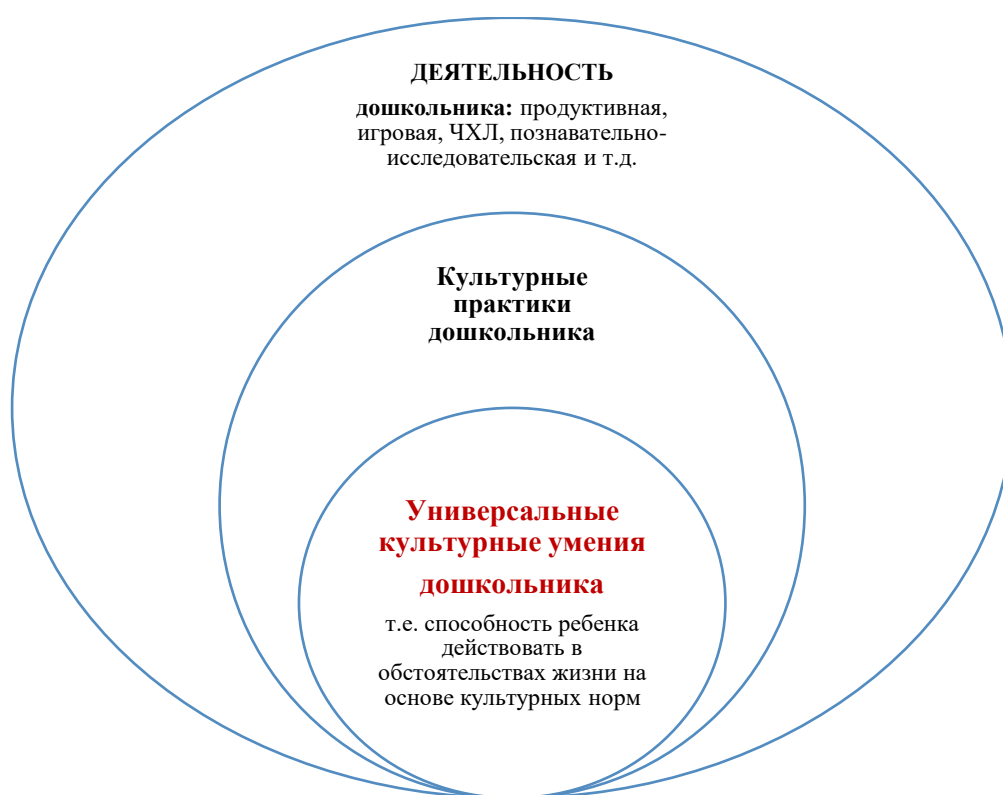 ДЕЯТЕЛЬНОСТЬ
дошкольника: продуктивная,
игровая, ЧХЛ, познавательно-
исследовательская и т.д.
Культурные
практики
дошкольника
Универсальные
культурные умения
дошкольника
т.е. способность ребенка
действовать в
обстоятельствах жизни на
основе культурных норм